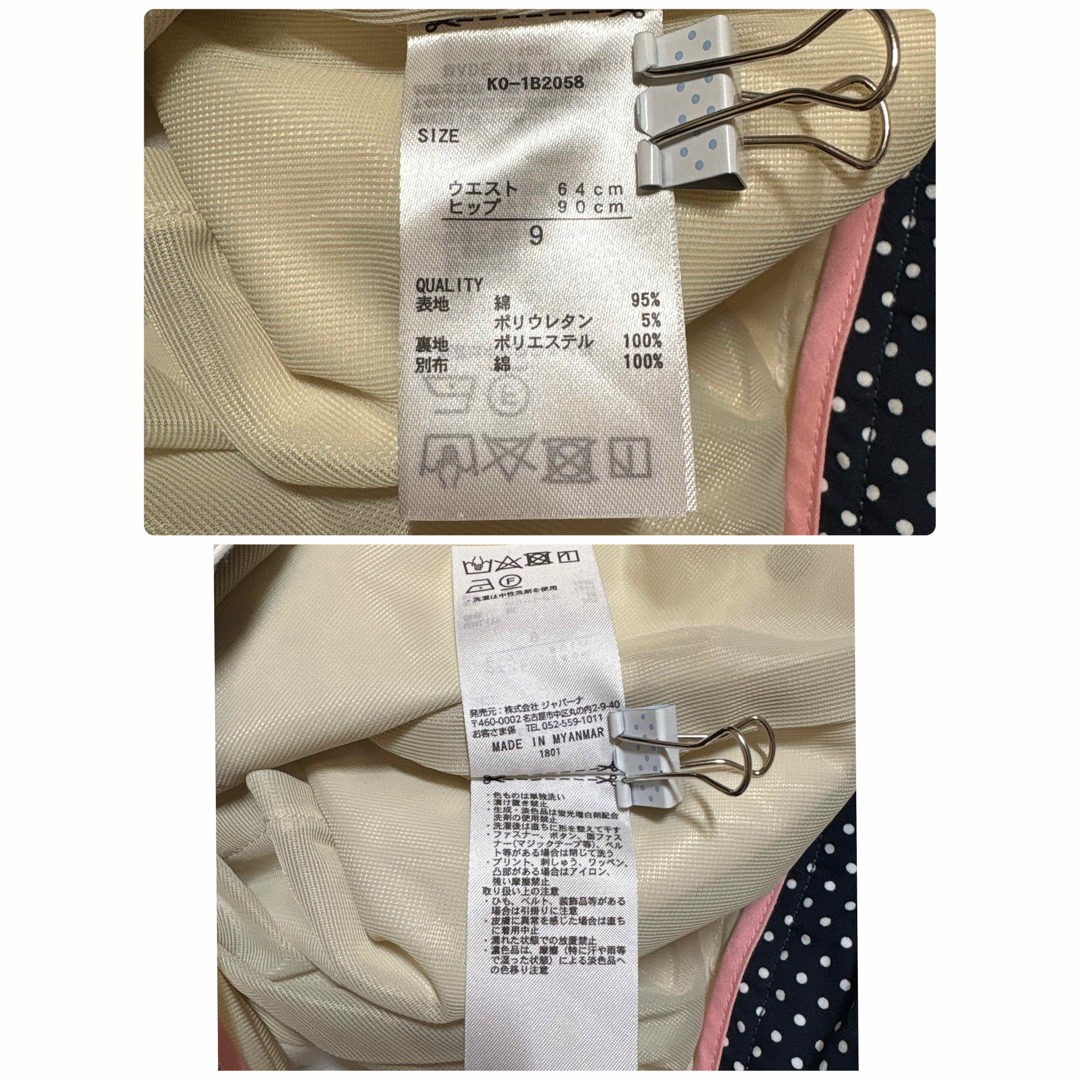 KO-1B2058
SIZE
ウエスト 64cm
ヒップ 90cm
9
QUALITY
表地 綿 95%
ポリウレタン 5%
裏地 ポリエステル 100%
別布 綿 100%
・洗濯は中性洗剤を使用
発売元：株式会社 ジャパーナ
〒460-0002 名古屋市中区丸の内2-9-40
お客さま係 TEL 052-559-1011
MADE IN MYANMAR
1801
・色ものは単独洗い
・漬け置き禁止
・生成・淡色品は蛍光増白剤配合
洗剤の使用禁止
・洗濯後は直ちに形を整えて干す
・ファスナー、ボタン、面ファス
ナー(マジックテープ等)、ベル
ト等がある場合は閉じて洗う
・プリント、刺しゅう、ワッペン、
凸部がある場合はアイロン、
強い摩擦禁止
取り扱い上の注意
・ひも、ベルト、装飾品等がある
場合は引掛りに注意
・皮膚に異常を感じた場合は直ち
に着用中止
・濡れた状態での放置禁止
・濃色品は、摩擦（特に汗や雨等
で湿った状態）による淡色品へ
の色移り注意